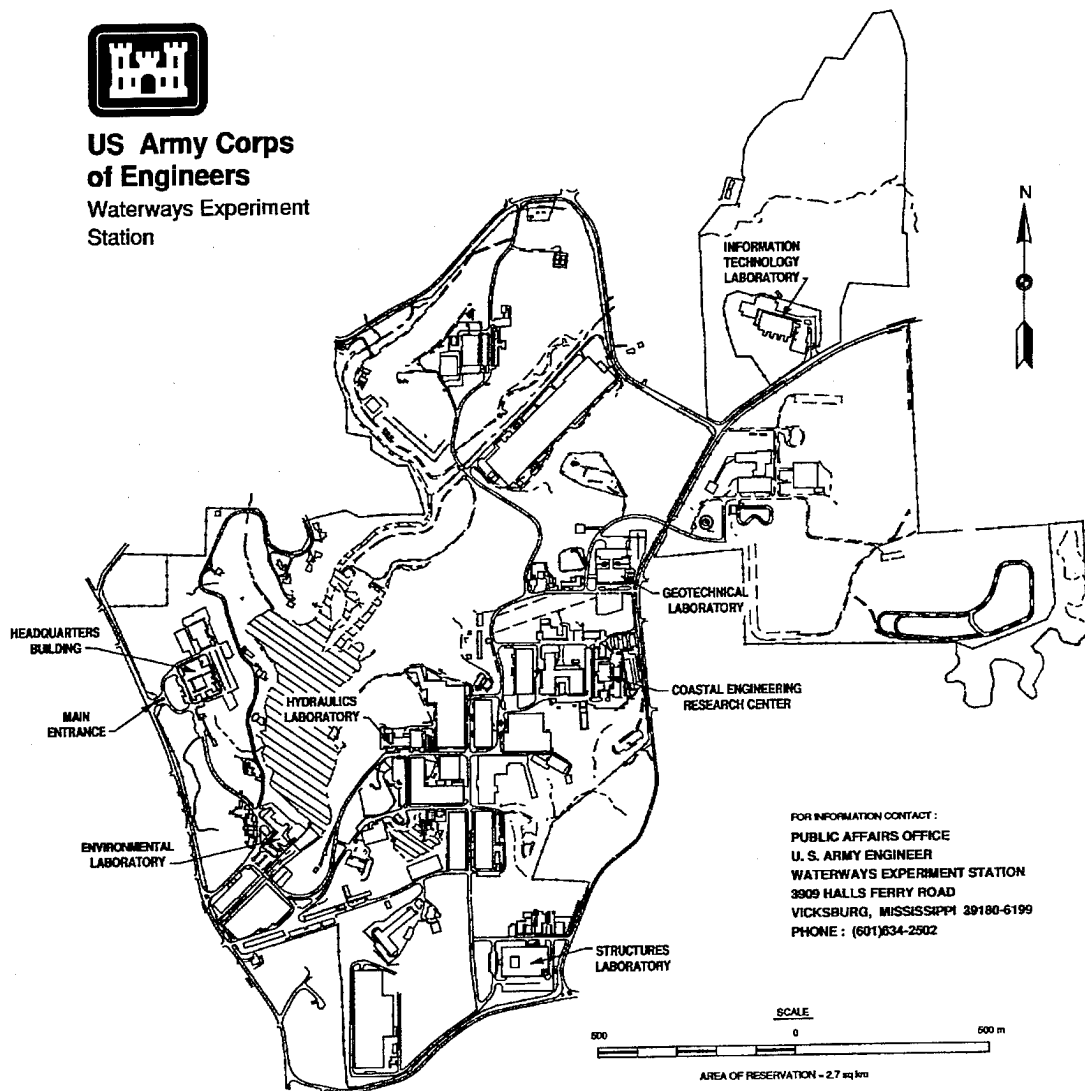 US Army Corps
of Engineers
Waterways Experiment
Station
N
INFORMATION
TECHNOLOGY
LABORATORY
GEOTECHNICAL
LABORATORY
HEADQUARTERS
BUILDING
MAIN
ENTRANCE
HYDRAULICS
LABORATORY
COASTAL ENGINEERING
RESEARCH CENTER
ENVIRONMENTAL
LABORATORY
STRUCTURES
LABORATORY
FOR INFORMATION CONTACT :
PUBLIC AFFAIRS OFFICE
U. S. ARMY ENGINEER
WATERWAYS EXPERIMENT STATION
3909 HALLS FERRY ROAD
VICKSBURG, MISSISSIPPI 39180-6199
PHONE : (601)634-2502
SCALE
500 0 500 m
AREA OF RESERVATION - 2.7 sq km